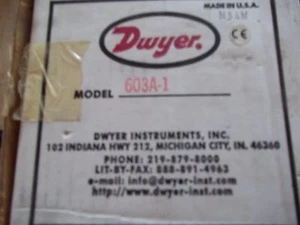 MADE IN U.S.A.
Dwyer.
CE
MODEL 603A-1
DWYER INSTRUMENTS, INC.
102 INDIANA HWY 212, MICHIGAN CITY, IN. 46360
PHONE: 219-879-8000
LIT-BY-FAX: 888-891-4963
e-mail: info@dwyer-inst.com
http://www.dwyer-inst.com